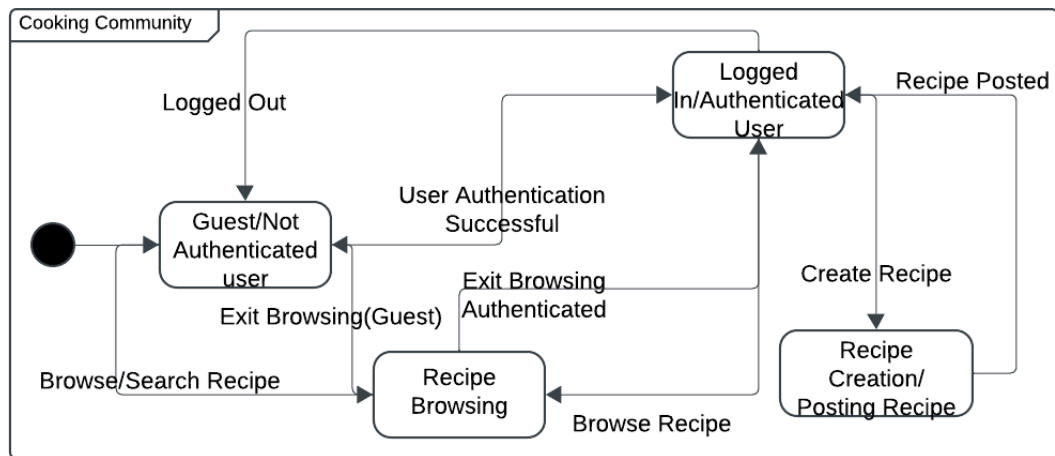 Cooking Community
Logged
In/Authenticated
User
Recipe Posted
Logged Out
User Authentication
Successful
Guest/Not
Authenticated
user
Exit Browsing
Authenticated
Create Recipe
Exit Browsing(Guest)
Recipe
Creation/
Posting Recipe
Browse/Search Recipe
Recipe
Browsing
Browse Recipe